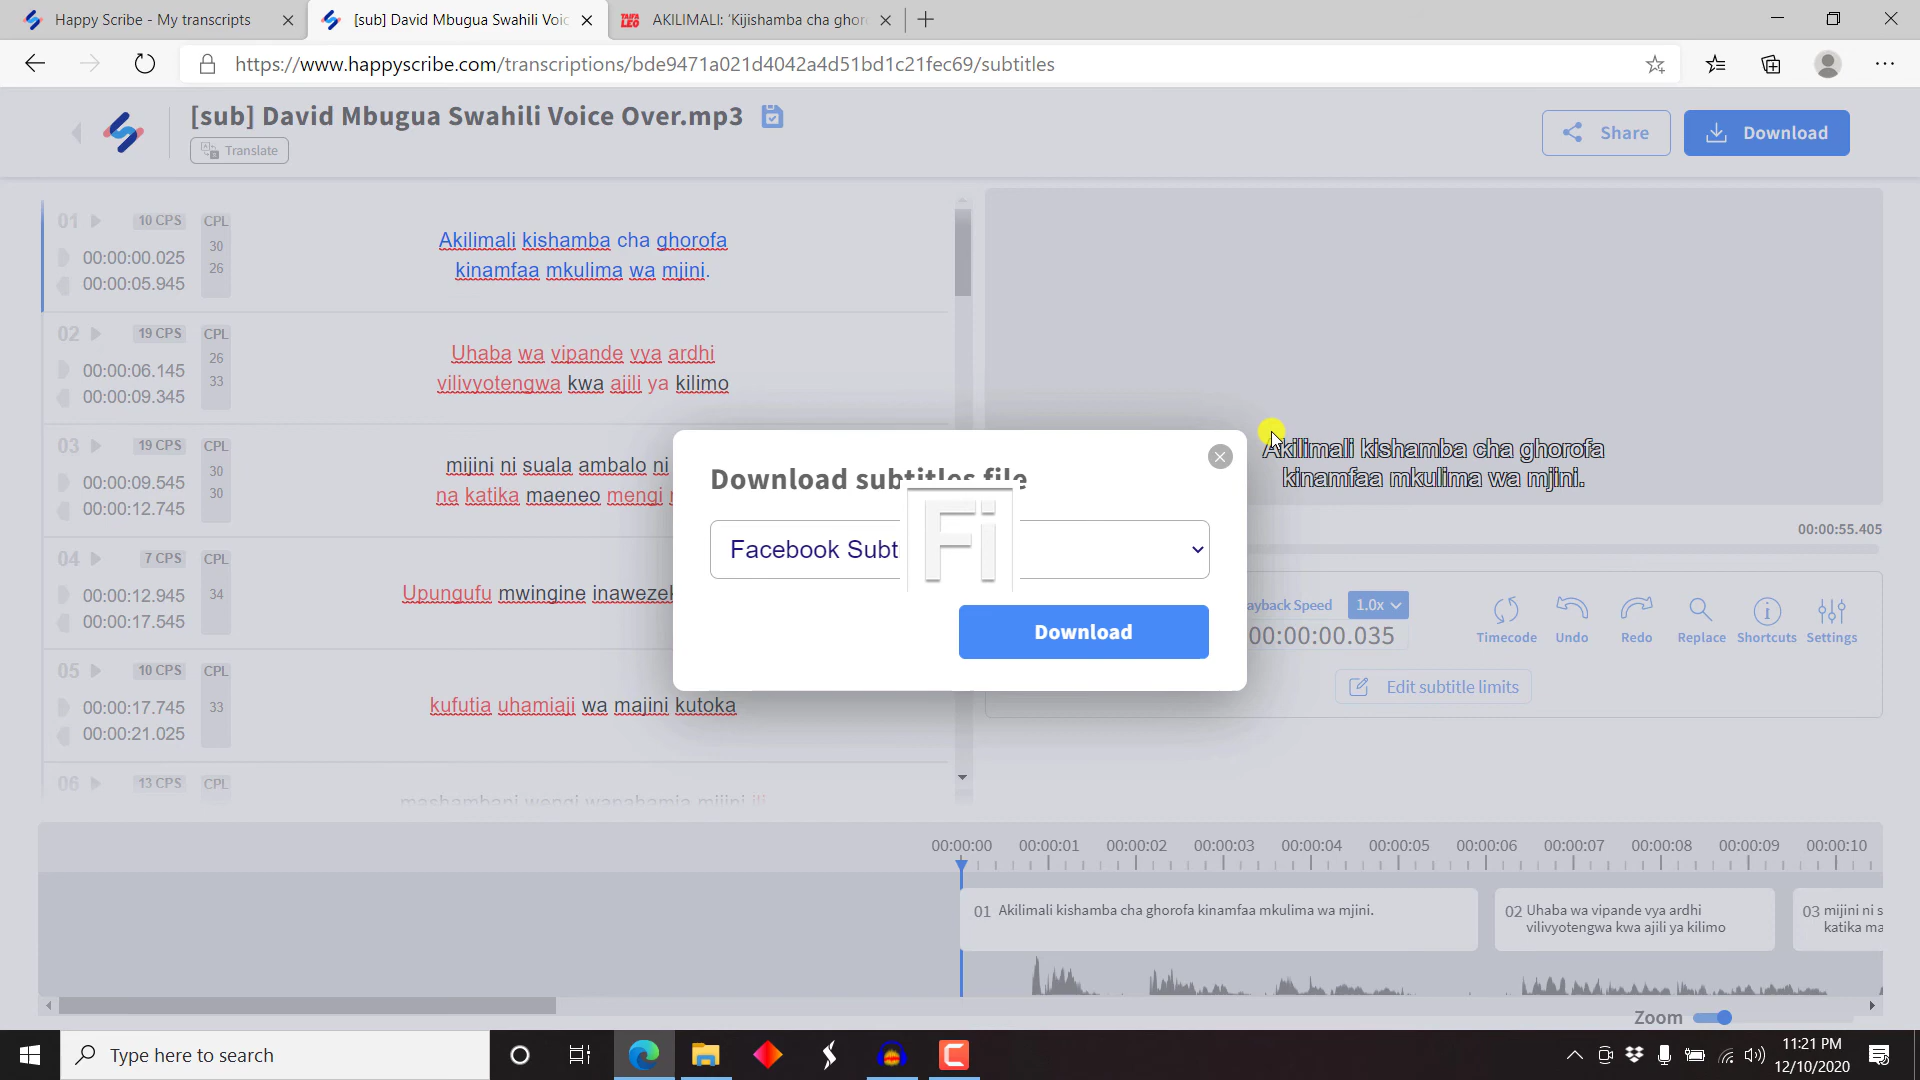 Happy Scribe - My transcripts
[sub] David Mbugua Swahili Voic
TAIFA LEO
AKILIMALI: 'Kijishamba cha ghor
https://www.happyscribe.com/transcriptions/bde9471a021d4042a4d51bd1c21fec69/subtitles
[sub] David Mbugua Swahili Voice Over.mp3
Translate
Share
Download
01
10 CPS
CPL
00:00:00.025
30
00:00:05.945
26
Akilimali kishamba cha ghorofa
kinamfaa mkulima wa mjini.
02
19 CPS
CPL
00:00:06.145
26
00:00:09.345
33
Uhaba wa vipande vya ardhi
vilivyotengwa kwa ajili ya kilimo
03
19 CPS
CPL
00:00:09.545
30
00:00:12.745
30
mijini ni suala ambalo ni
na katika maeneo mengi
04
7 CPS
CPL
00:00:12.945
34
00:00:17.545
Upungufu mwingine
05
10 CPS
CPL
00:00:17.745
33
00:00:21.025
kufutia uhamiaji wa majini kutoka
06
13 CPS
CPL
mashambani wengi wanahamia mijini ili
Download subtitles file
Facebook Subt
Fi
Download
Akilimali kishamba cha ghorofa
kinamfaa mkulima wa mjini.
00:00:55.405
ayback Speed
1.0x
00:00:00.035
Timecode
Undo
Redo
Replace
Shortcuts
Settings
Edit subtitle limits
00:00:00
00:00:01
00:00:02
00:00:03
00:00:04
00:00:05
00:00:06
00:00:07
00:00:08
00:00:09
00:00:10
01 Akilimali kishamba cha ghorofa kinamfaa mkulima wa mjini.
02 Uhaba wa vipande vya ardhi
vilivyotengwa kwa ajili ya kilimo
03 mijini ni s
katika ma
Zoom
Type here to search
11:21 PM
12/10/2020